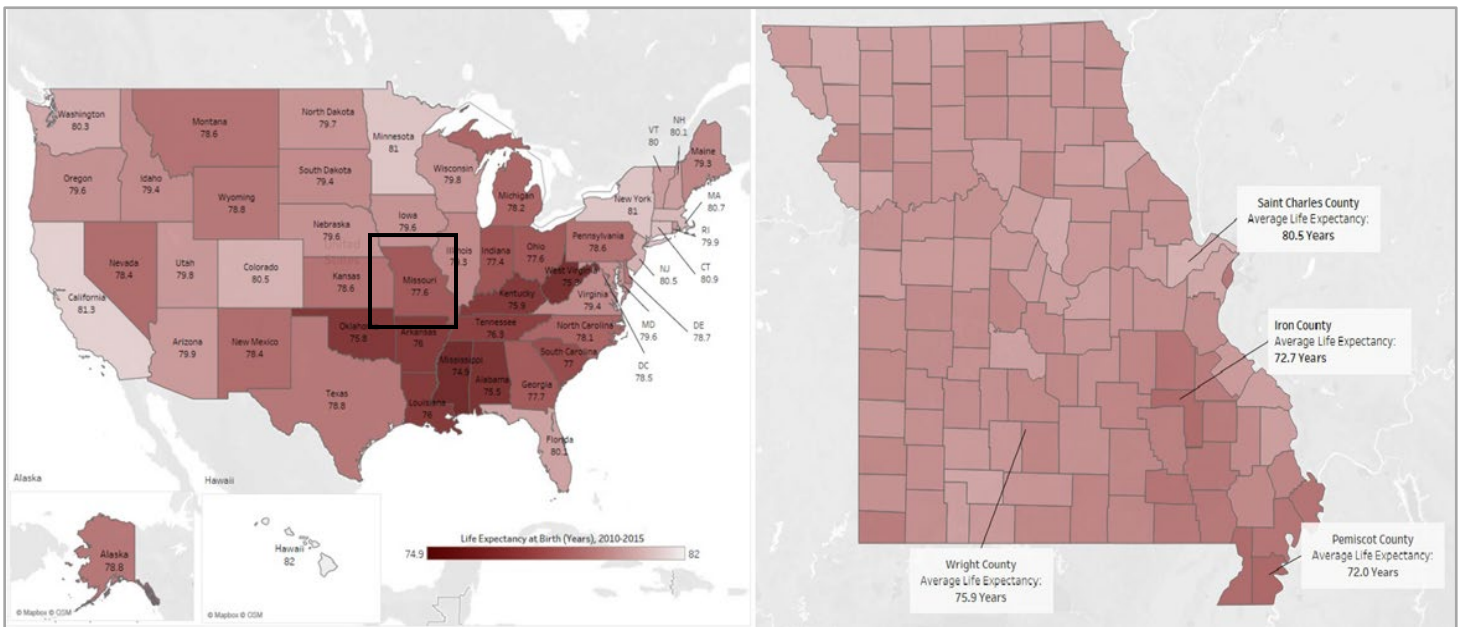 Washington
80.3
Montana
78.6
North Dakota
79.7
Minnesota
81
VT
80
NH
80.1
Maine
79.3
Oregon
79.6
Idaho
79.4
Wyoming
78.8
South Dakota
79.4
Wisconsin
79.8
Michigan
78.2
New York
81
MA
80.7
RI
79.9
CT
80.9
NJ
80.5
Nebraska
79.6
Iowa
79.6
Pennsylvania
78.6
Nevada
78.4
Utah
79.8
Colorado
80.5
United
States
Kansas
78.6
Missouri
77.6
Illinois
79.3
Indiana
77.4
Ohio
77.6
West Virginia
Virginia
79.4
Kentucky
75.9
California
81.3
MD
79.6
DE
78.7
DC
78.5
Arizona
79.9
New Mexico
78.4
Oklahoma
75.8
Arkansas
76
Tennessee
76.3
North Carolina
78.1
South Carolina
77
Mississippi
74.9
Alabama
75.5
Georgia
77.7
Texas
78.8
Louisiana
76
Florida
80.1
Alaska
Alaska
78.8
© Mapbox © OSM
Hawaii
Hawaii
82
© Mapbox © OSM
Life Expectancy at Birth (Years), 2010-2015
74.9
82
Saint Charles County
Average Life Expectancy:
80.5 Years
Iron County
Average Life Expectancy:
72.7 Years
Pemiscot County
Average Life Expectancy:
72.0 Years
Wright County
Average Life Expectancy:
75.9 Years